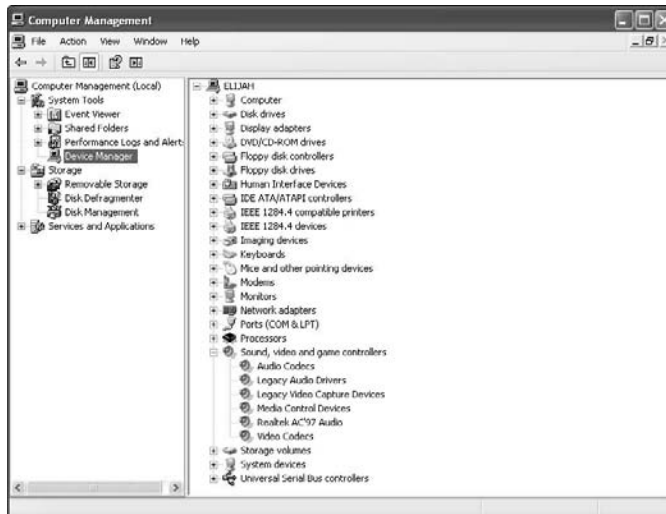 Computer Management
File Action View Window Help
Computer Management (Local)
System Tools
Event Viewer
Shared Folders
Performance Logs and Alert:
Device Manager
Storage
Removable Storage
Disk Defragmenter
Disk Management
Services and Applications
ELIJAH
Computer
Disk drives
Display adapters
DVD/CD-ROM drives
Floppy disk controllers
Floppy disk drives
Human Interface Devices
IDE ATA/ATAPI controllers
IEEE 1284.4 compatible printers
IEEE 1284.4 devices
Imaging devices
Keyboards
Mice and other pointing devices
Modems
Monitors
Network adapters
Ports (COM & LPT)
Processors
Sound, video and game controllers
Audio Codecs
Legacy Audio Drivers
Legacy Video Capture Devices
Media Control Devices
Realtek AC'97 Audio
Video Codecs
Storage volumes
System devices
Universal Serial Bus controllers